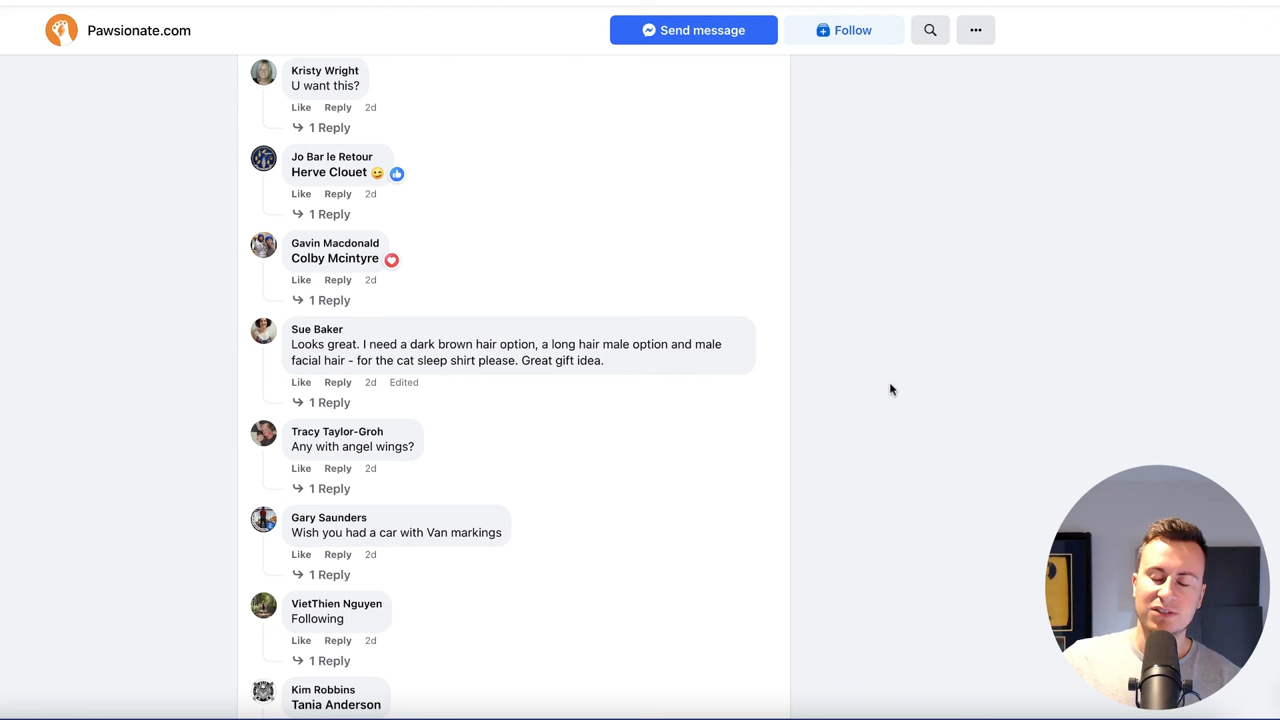 Pawsionate.com
Send message
Follow
Kristy Wright
U want this?
Like Reply 2d
1 Reply
Jo Bar le Retour
Herve Clouet 😉
Like Reply 2d
1 Reply
Gavin Macdonald
Colby Mcintyre
Like Reply 2d
1 Reply
Sue Baker
Looks great. I need a dark brown hair option, a long hair male option and male
facial hair - for the cat sleep shirt please. Great gift idea.
Like Reply 2d Edited
1 Reply
Tracy Taylor-Groh
Any with angel wings?
Like Reply 2d
1 Reply
Gary Saunders
Wish you had a car with Van markings
Like Reply 2d
1 Reply
VietThien Nguyen
Following
Like Reply 2d
1 Reply
Kim Robbins
Tania Anderson